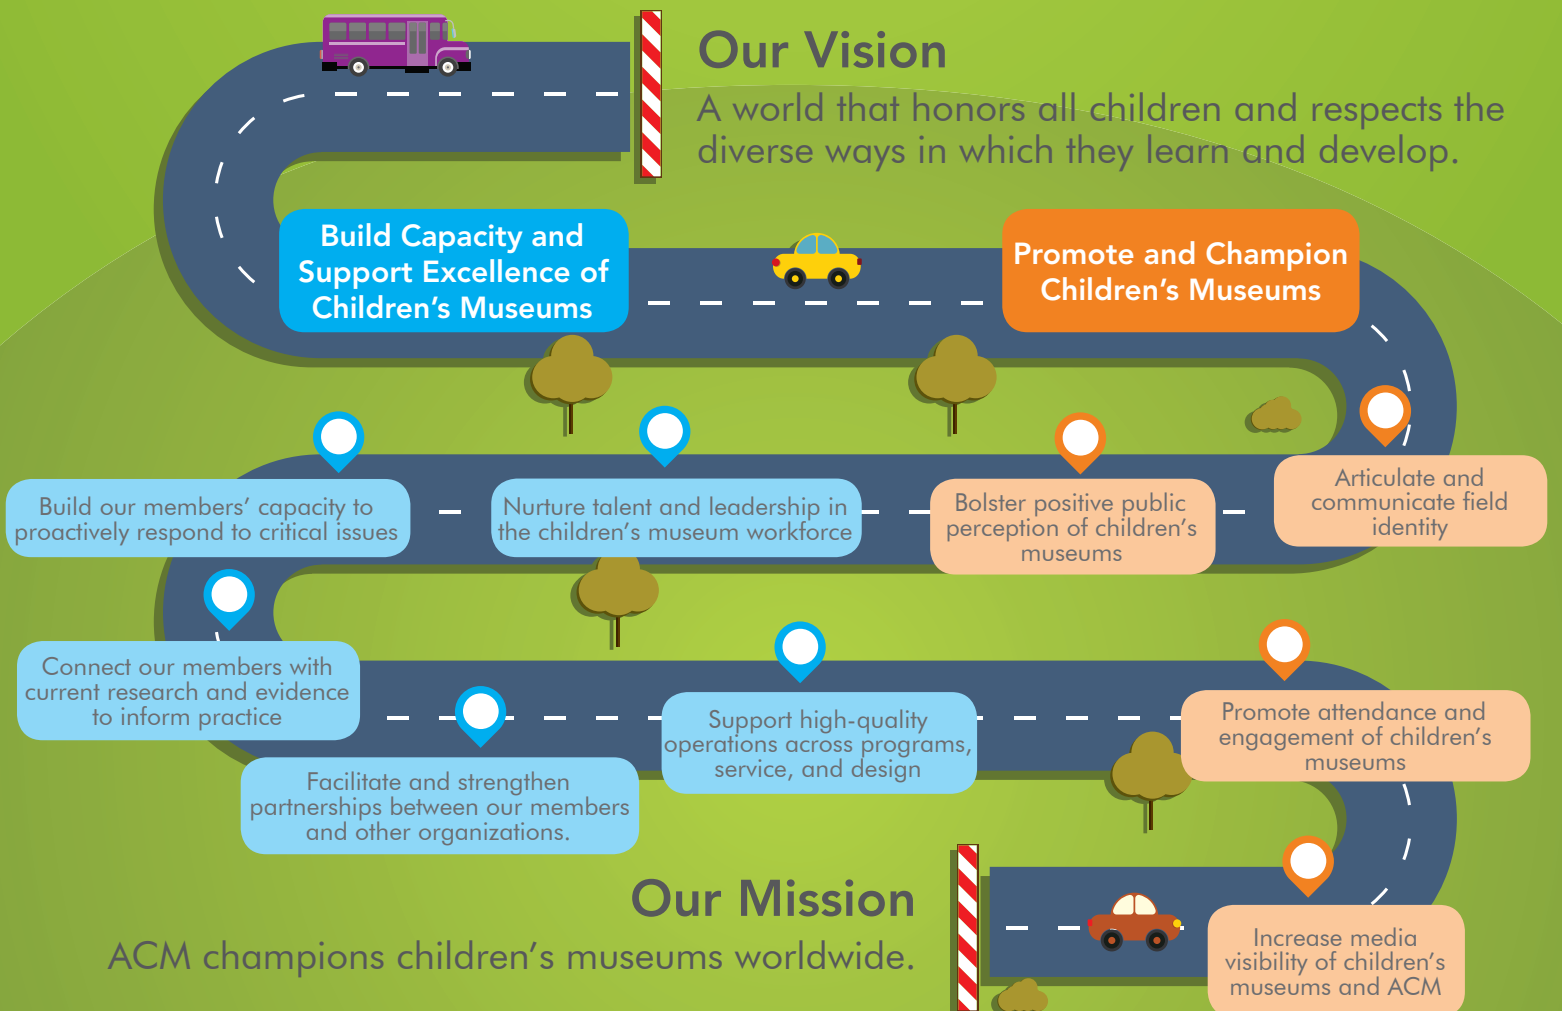 Our Vision
A world that honors all children and respects the
diverse ways in which they learn and develop.
Build Capacity and
Support Excellence of
Children’s Museums
Promote and Champion
Children’s Museums
Build our members’ capacity to
proactively respond to critical issues
Nurture talent and leadership in
the children’s museum workforce
Bolster positive public
perception of children’s
museums
Articulate and
communicate field
identity
Connect our members with
current research and evidence
to inform practice
Facilitate and strengthen
partnerships between our members
and other organizations.
Support high-quality
operations across programs,
service, and design
Promote attendance and
engagement of children’s
museums
Our Mission
ACM champions children’s museums worldwide.
Increase media
visibility of children’s
museums and ACM